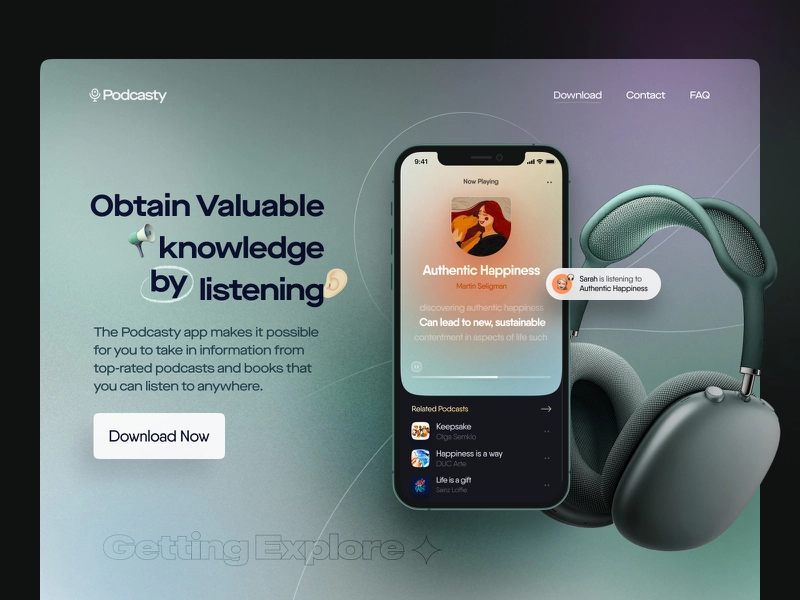 Podcasty
Download Contact FAQ
Obtain Valuable
knowledge
by listening
The Podcasty app makes it possible
for you to take in information from
top-rated podcasts and books that
you can listen to anywhere.
Download Now
Getting Explore
9:41
Now Playing
Authentic Happiness
Martin Seligman
discovering authentic happiness
Can lead to new, sustainable
contentment in aspects of life such
Related Podcasts
Keepsake
Olga Semklo
Happiness is a way
DUC Arte
Life is a gift
Sainz Loffie
Sarah is listening to
Authentic Happiness